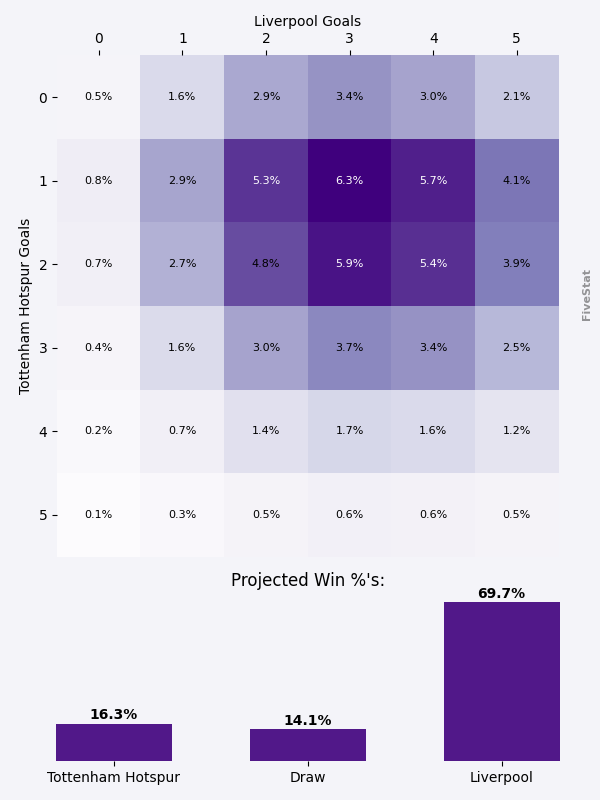 Liverpool Goals
0 1 2 3 4 5
Tottenham Hotspur Goals
0 0.5% 1.6% 2.9% 3.4% 3.0% 2.1%
1 0.8% 2.9% 5.3% 6.3% 5.7% 4.1%
2 0.7% 2.7% 4.8% 5.9% 5.4% 3.9%
3 0.4% 1.6% 3.0% 3.7% 3.4% 2.5%
4 0.2% 0.7% 1.4% 1.7% 1.6% 1.2%
5 0.1% 0.3% 0.5% 0.6% 0.6% 0.5%
FiveStat
Projected Win %'s:
16.3% 14.1% 69.7%
Tottenham Hotspur Draw Liverpool